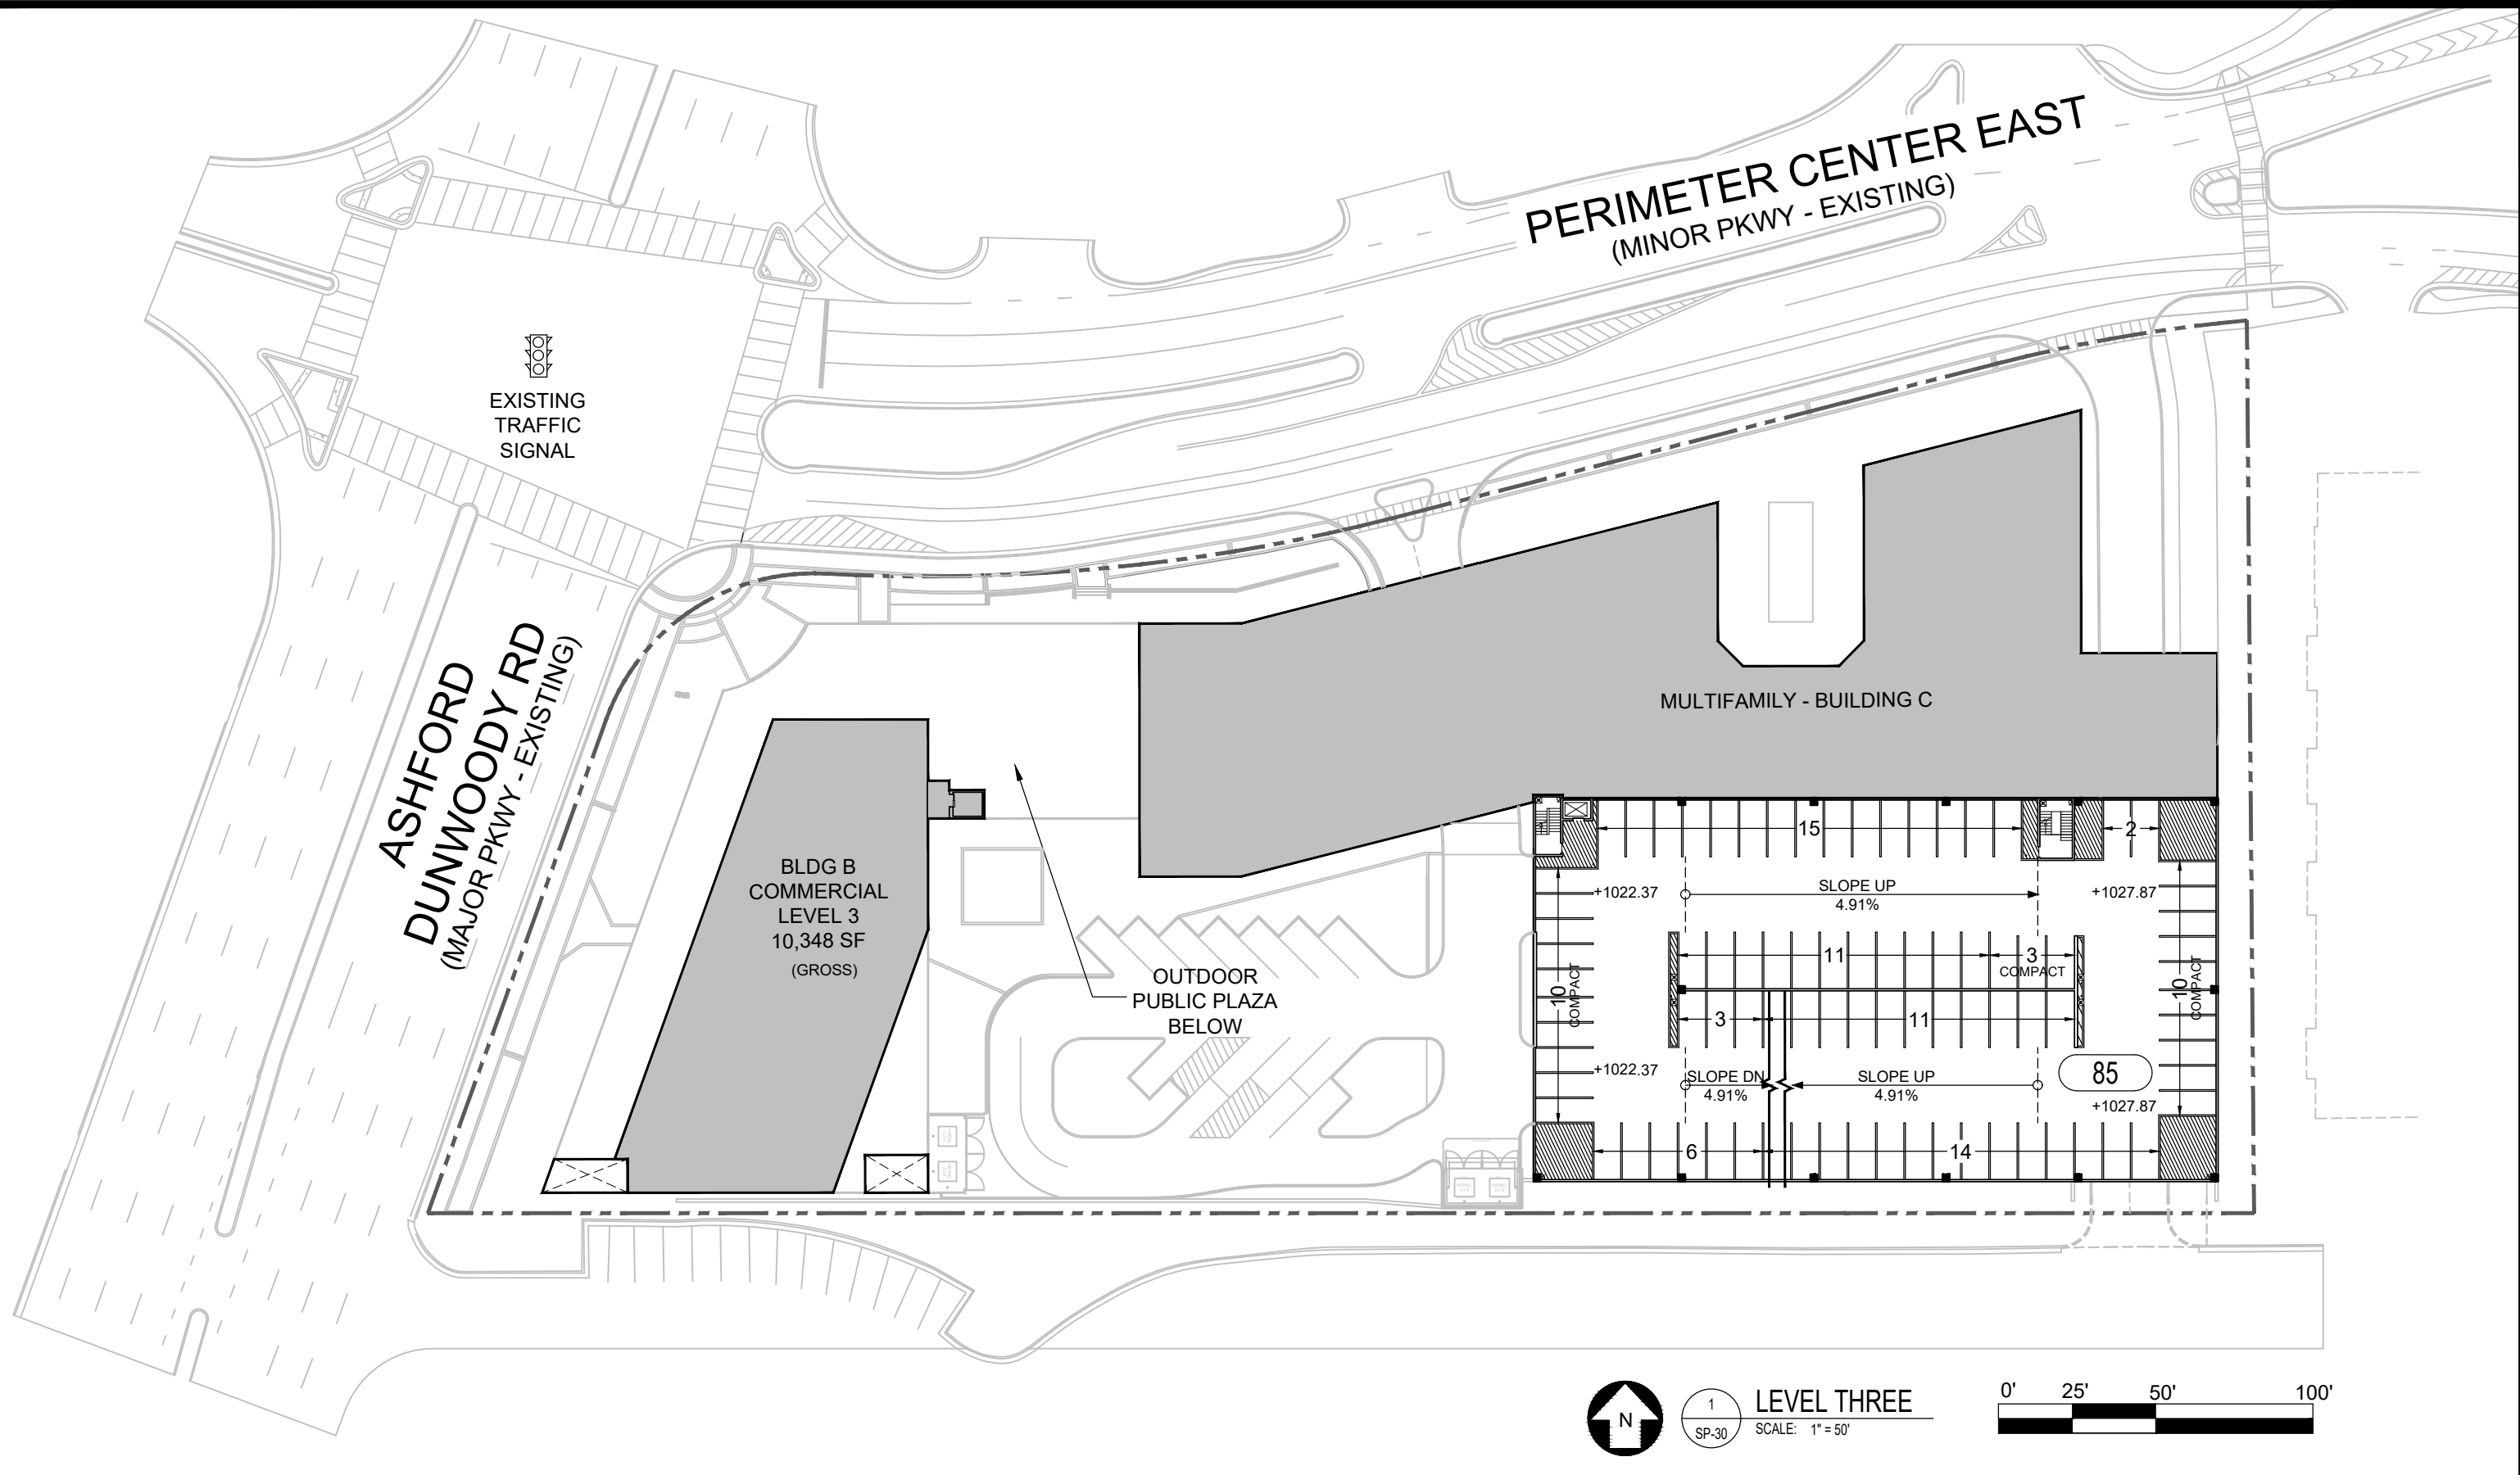 PERIMETER CENTER EAST
(MINOR PKWY - EXISTING)
EXISTING
TRAFFIC
SIGNAL
ASHFORD
DUNWOODY RD
(MAJOR PKWY - EXISTING)
MULTIFAMILY - BUILDING C
BLDG B
COMMERCIAL
LEVEL 3
10,348 SF
(GROSS)
OUTDOOR
PUBLIC PLAZA
BELOW
15
2
+1022.37
SLOPE UP
4.91%
+1027.87
11
3
COMPACT
10
COMPACT
10
COMPACT
3
11
+1022.37
SLOPE DN
4.91%
SLOPE UP
4.91%
85
+1027.87
6
14
N
1
SP-30
LEVEL THREE
SCALE: 1" = 50'
0' 25' 50' 100'